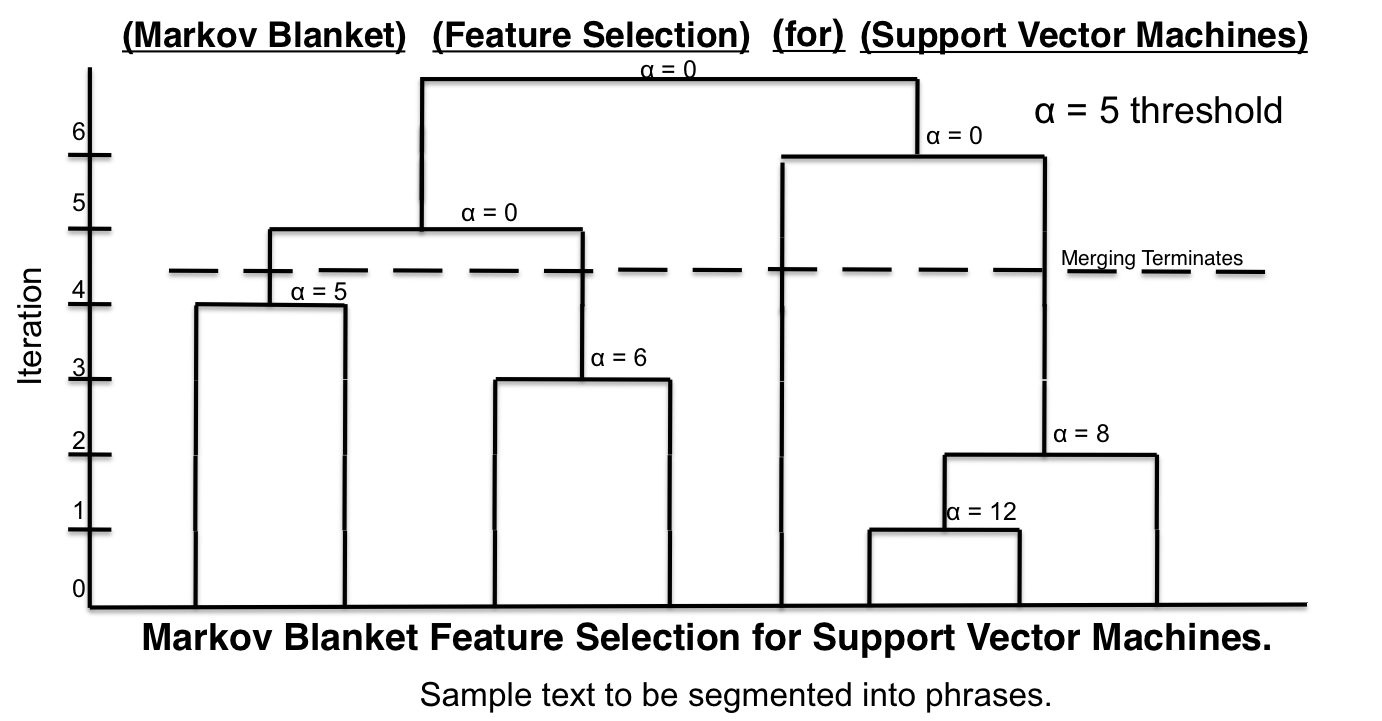 (Markov Blanket) (Feature Selection) (for) (Support Vector Machines)
α = 0
α = 5 threshold
6
α = 0
5
α = 0
Merging Terminates
4
α = 5
Iteration
3
α = 6
2
α = 8
1
α = 12
0
Markov Blanket Feature Selection for Support Vector Machines.
Sample text to be segmented into phrases.